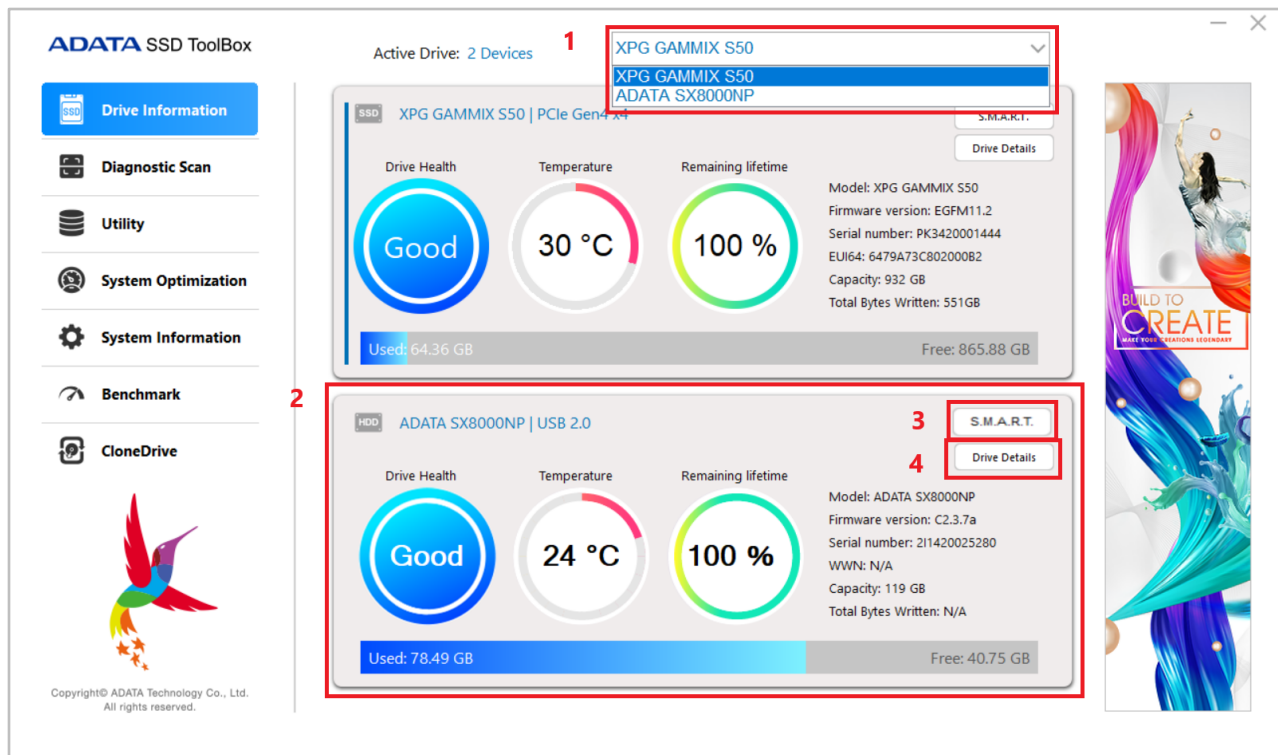 ADATA SSD ToolBox
Active Drive: 2 Devices
1
XPG GAMMIX S50
XPG GAMMIX S50
ADATA SX8000NP
Drive Information
Diagnostic Scan
Utility
System Optimization
System Information
Benchmark
CloneDrive
Copyright© ADATA Technology Co., Ltd.
All rights reserved.
SSD
XPG GAMMIX S50 | PCIe Gen4 x4
S.M.A.R.T.
Drive Details
Drive Health
Temperature
Remaining lifetime
Good
30 °C
100 %
Model: XPG GAMMIX S50
Firmware version: EGFM11.2
Serial number: PK3420001444
EUI64: 6479A73C802000B2
Capacity: 932 GB
Total Bytes Written: 551GB
Used: 64.36 GB
Free: 865.88 GB
2
HDD
ADATA SX8000NP | USB 2.0
3
S.M.A.R.T.
4
Drive Details
Drive Health
Temperature
Remaining lifetime
Good
24 °C
100 %
Model: ADATA SX8000NP
Firmware version: C2.3.7a
Serial number: 2I1420025280
WWN: N/A
Capacity: 119 GB
Total Bytes Written: N/A
Used: 78.49 GB
Free: 40.75 GB
BUILD TO
CREATE
MAKE YOUR CREATIONS LEGENDARY